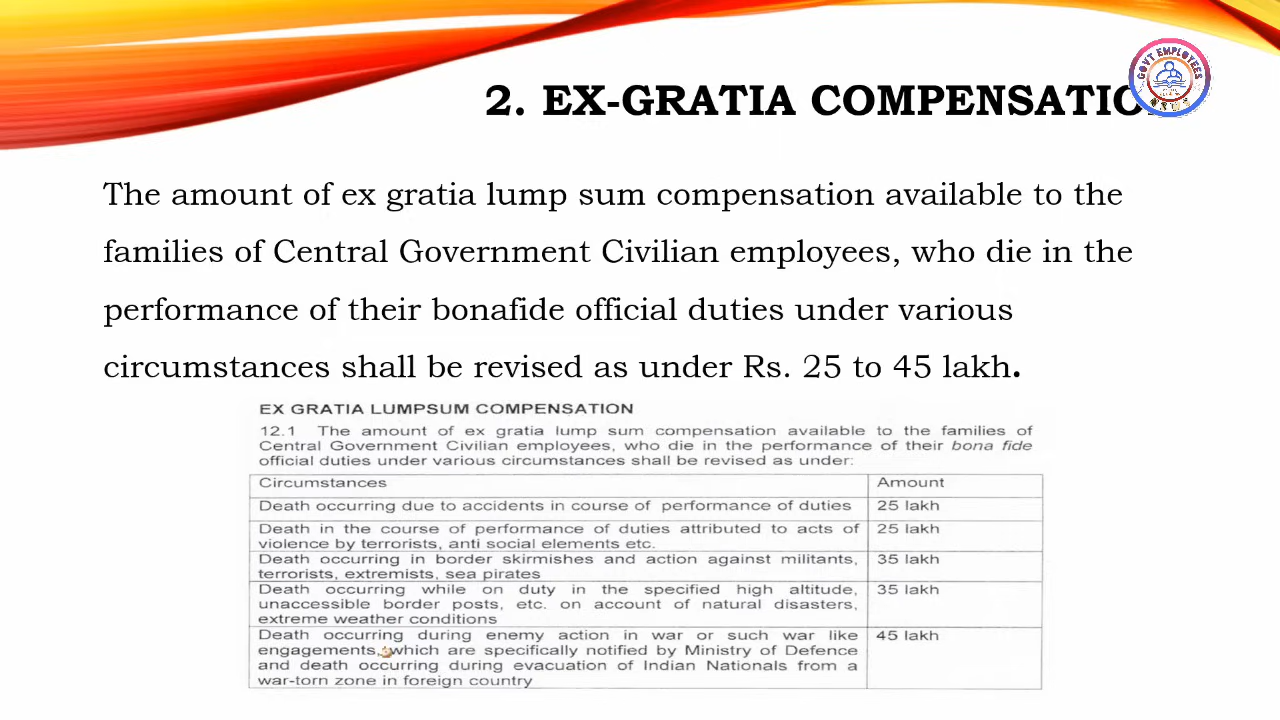 2. EX-GRATIA COMPENSATIO
GOVT EMPLOYEES
NEWS
The amount of ex gratia lump sum compensation available to the
families of Central Government Civilian employees, who die in the
performance of their bonafide official duties under various
circumstances shall be revised as under Rs. 25 to 45 lakh.
EX GRATIA LUMPSUM COMPENSATION
12.1 The amount of ex gratia lump sum compensation available to the families of
Central Government Civilian employees, who die in the performance of their bona fide
official duties under various circumstances shall be revised as under:
Circumstances Amount
Death occurring due to accidents in course of performance of duties 25 lakh
Death in the course of performance of duties attributed to acts of 25 lakh
violence by terrorists, anti social elements etc.
Death occurring in border skirmishes and action against militants, 35 lakh
terrorists, extremists, sea pirates
Death occurring while on duty in the specified high altitude, 35 lakh
unaccessible border posts, etc. on account of natural disasters,
extreme weather conditions
Death occurring during enemy action in war or such war like 45 lakh
engagements, which are specifically notified by Ministry of Defence
and death occurring during evacuation of Indian Nationals from a
war-torn zone in foreign country